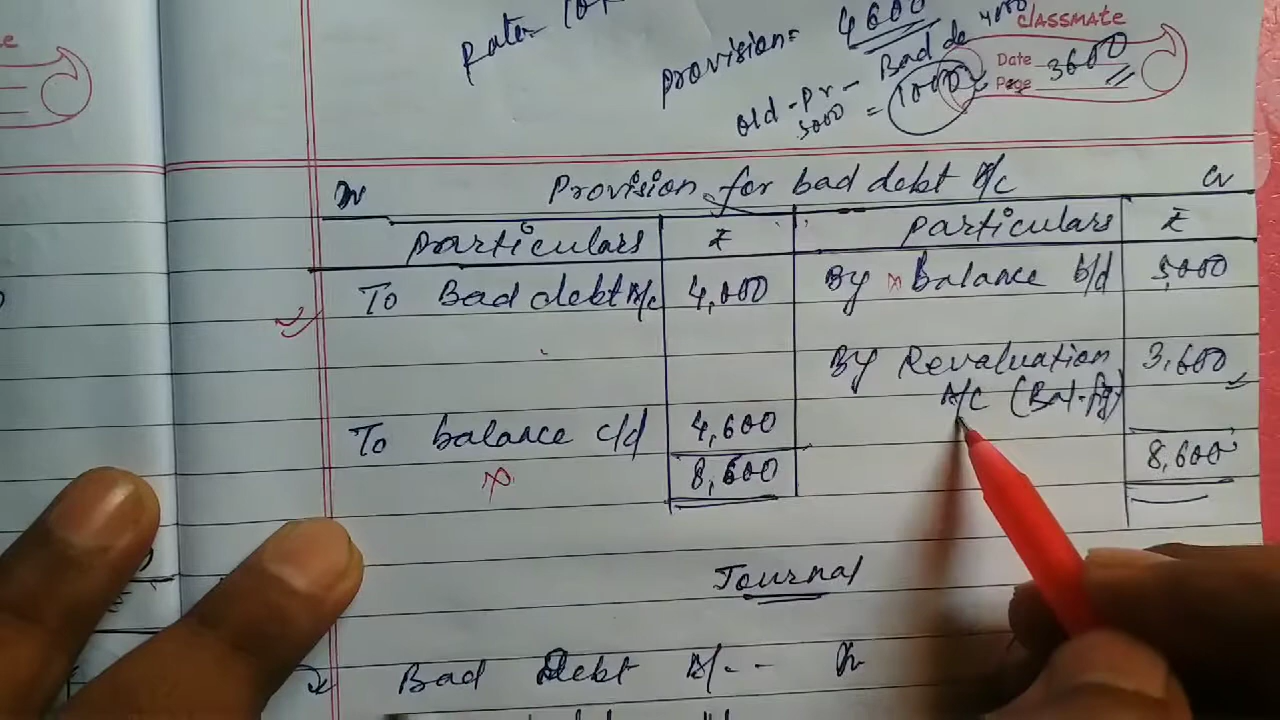 Rate- 10%
Provision= 4600
Bad de 4000
Old - Pr -
5000 = 1000
classmate
Date
Page 3600
Dr Provision for bad debt A/c Cr
Particulars ₹ Particulars ₹
To Bad debt A/c 4,000 By Balance b/d 5,000
By Revaluation 3,600
A/C (Bal. fig)
To balance c/d 4,600
8,600 8,600
Journal
Bad Debt A/-- Dr